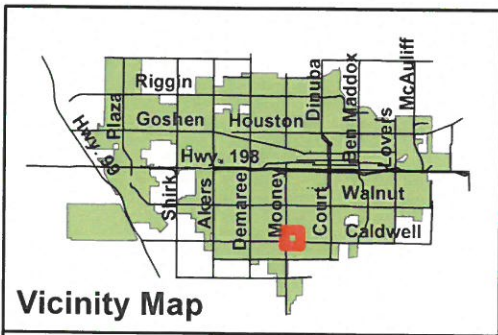 Riggin
Plaza
Goshen
Houston
Dinuba
Ben Maddox
McAuliff
Lovers
Hwy. 99
Hwy. 198
Shirk
Akers
Demaree
Mooney
Court
Walnut
Caldwell
Vicinity Map